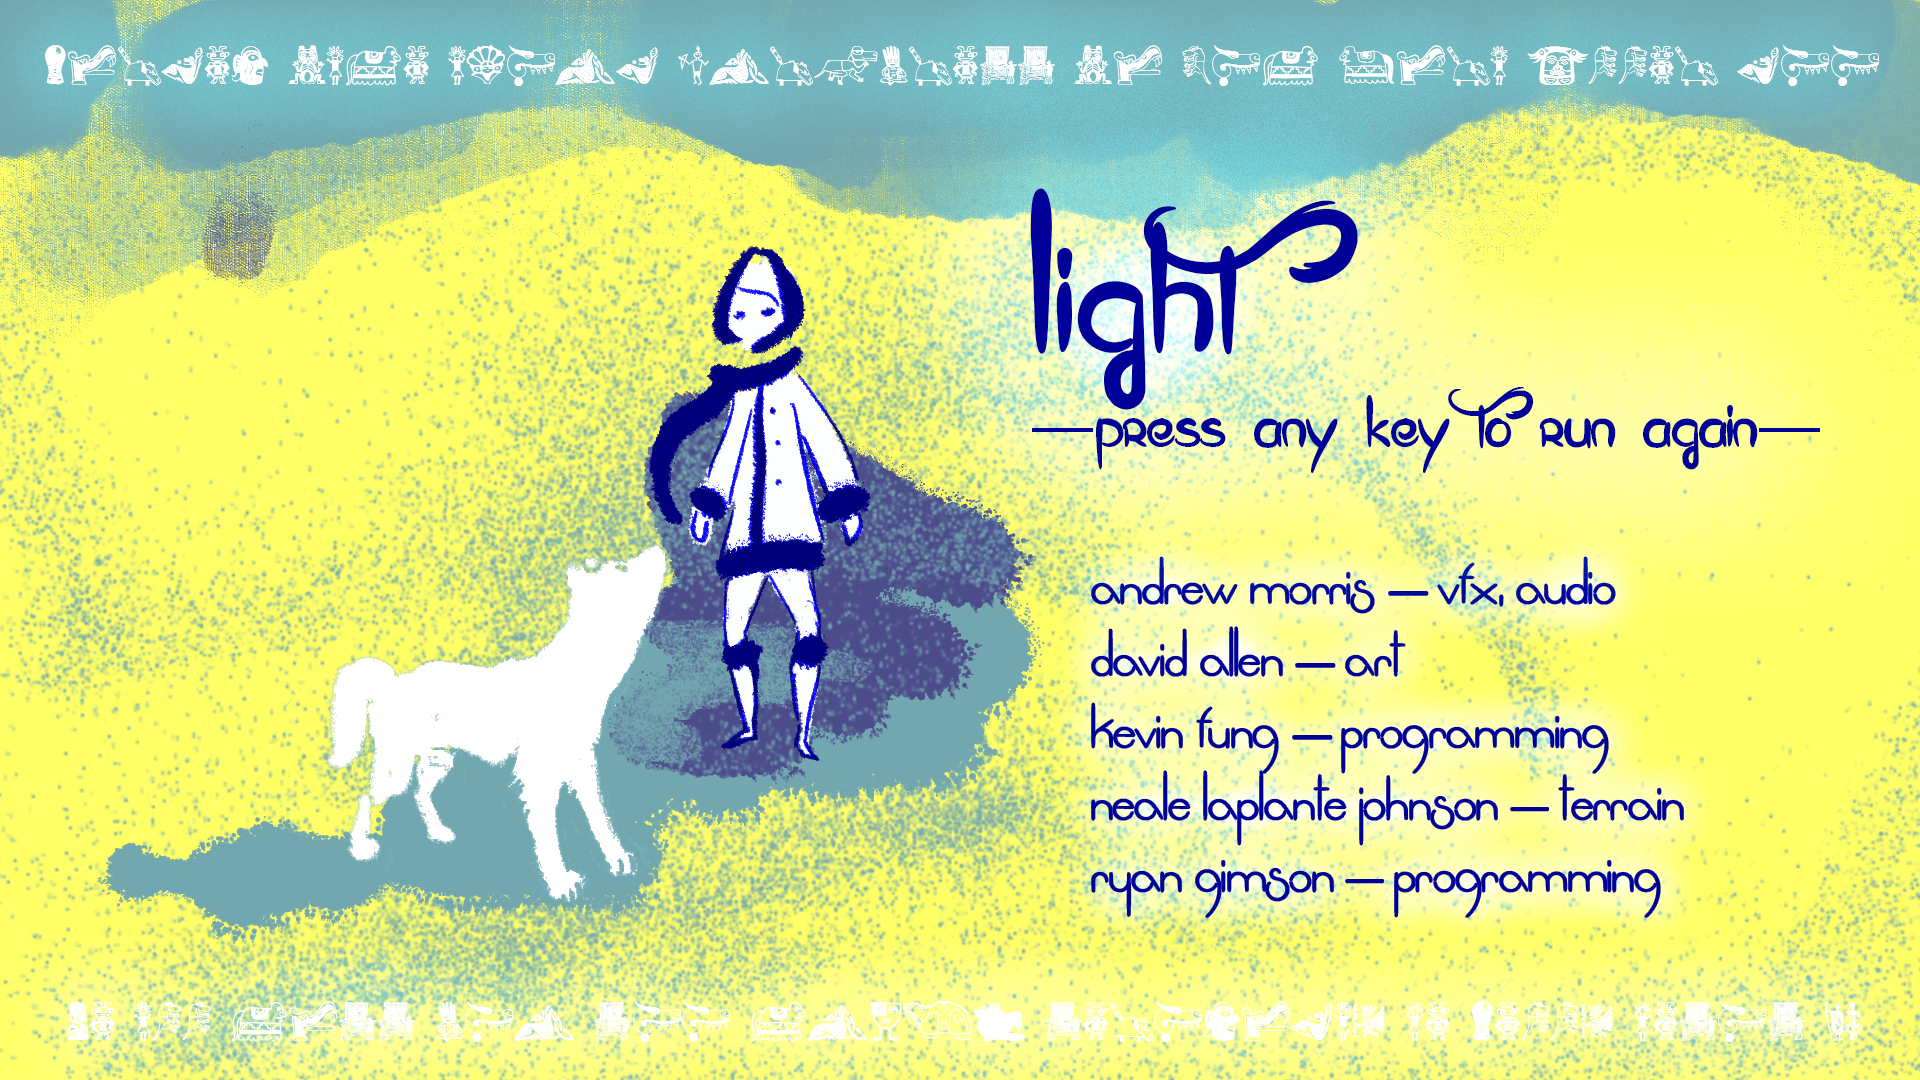 light
—press any key to run again—
andrew morris — vfx, audio
david allen — art
kevin fung — programming
neale laplante johnson — terrain
ryan gimson — programming